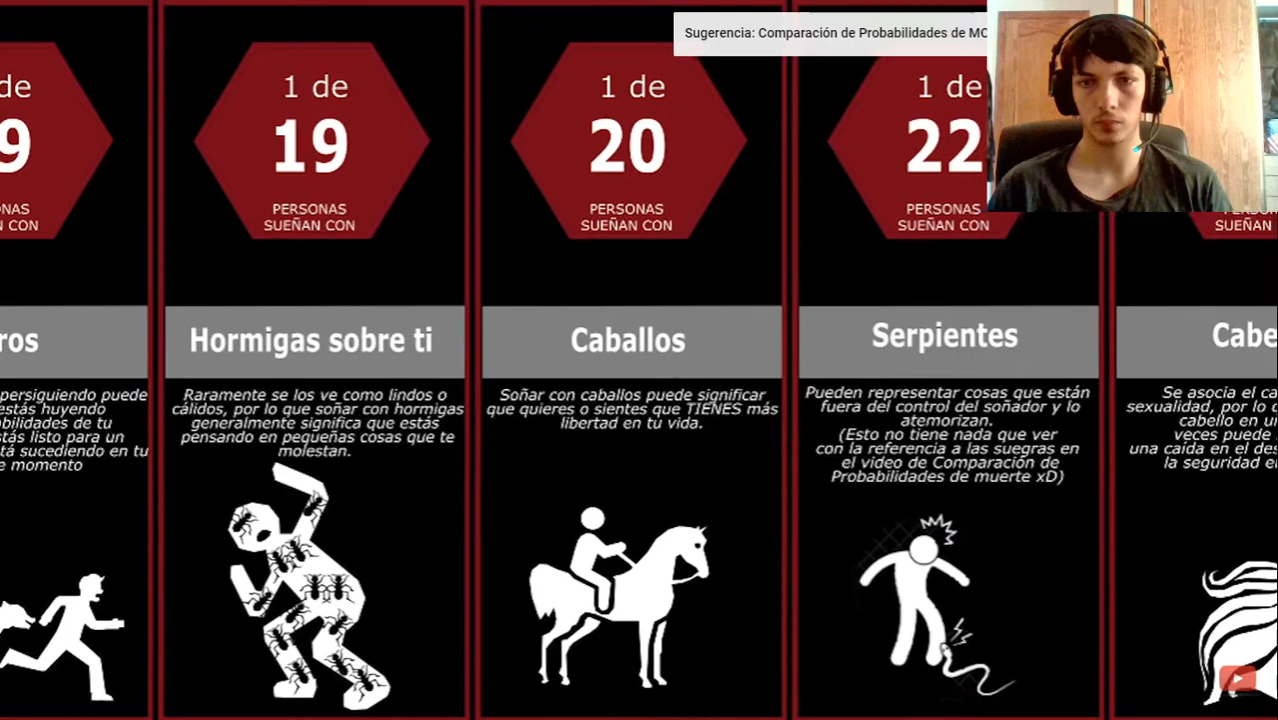 Sugerencia: Comparación de Probabilidades de
de
9
NAS
AN CON
ros
persiguiendo puede
estás huyendo
abilidades de tu
tás listo para un
tá sucediendo en tu
e momento
1 de
19
PERSONAS
SUEÑAN CON
Hormigas sobre ti
Raramente se los ve como lindos o
cálidos, por lo que soñar con hormigas
generalmente significa que estás
pensando en pequeñas cosas que te
molestan.
1 de
20
PERSONAS
SUEÑAN CON
Caballos
Soñar con caballos puede significar
que quieres o sientes que TIENES más
libertad en tu vida.
1 de
22
PERSONAS
SUEÑAN CON
Serpientes
Pueden representar cosas que están
fuera del control del soñador y lo
atemorizan.
(Esto no tiene nada que ver
con la referencia a las suegras en
el video de Comparación de
Probabilidades de muerte xD)
SUEÑAN
Cabe
Se asocia el ca
sexualidad, por lo
cabello en u
veces puede
una caída en el des
la seguridad e